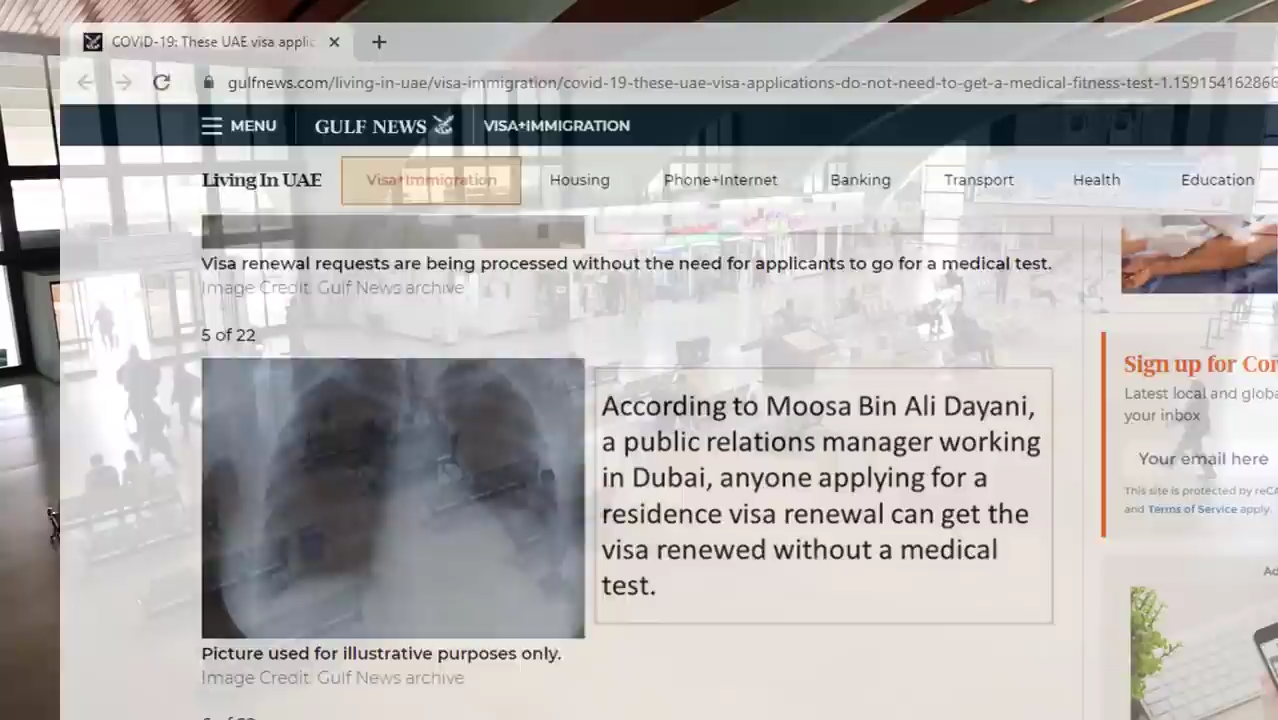 COVID-19: These UAE visa applic
gulfnews.com/living-in-uae/visa-immigration/covid-19-these-uae-visa-applications-do-not-need-to-get-a-medical-fitness-test-1.159154162866
MENU GULF NEWS VISA+IMMIGRATION
Living In UAE Visa+Immigration Housing Phone+Internet Banking Transport Health Education
Visa renewal requests are being processed without the need for applicants to go for a medical test.
Image Credit: Gulf News archive
5 of 22
According to Moosa Bin Ali Dayani,
a public relations manager working
in Dubai, anyone applying for a
residence visa renewal can get the
visa renewed without a medical
test.
Picture used for illustrative purposes only.
Image Credit: Gulf News archive
Sign up for Cor
Latest local and globa
your inbox
Your email here
This site is protected by reCA
and Terms of Service apply.
Ad